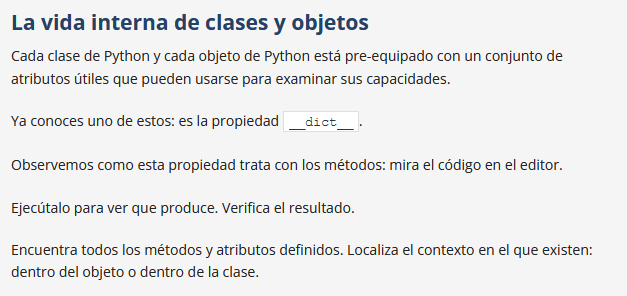 La vida interna de clases y objetos
Cada clase de Python y cada objeto de Python está pre-equipado con un conjunto de
atributos útiles que pueden usarse para examinar sus capacidades.
Ya conoces uno de estos: es la propiedad __dict__.
Observemos como esta propiedad trata con los métodos: mira el código en el editor.
Ejecútalo para ver que produce. Verifica el resultado.
Encuentra todos los métodos y atributos definidos. Localiza el contexto en el que existen:
dentro del objeto o dentro de la clase.